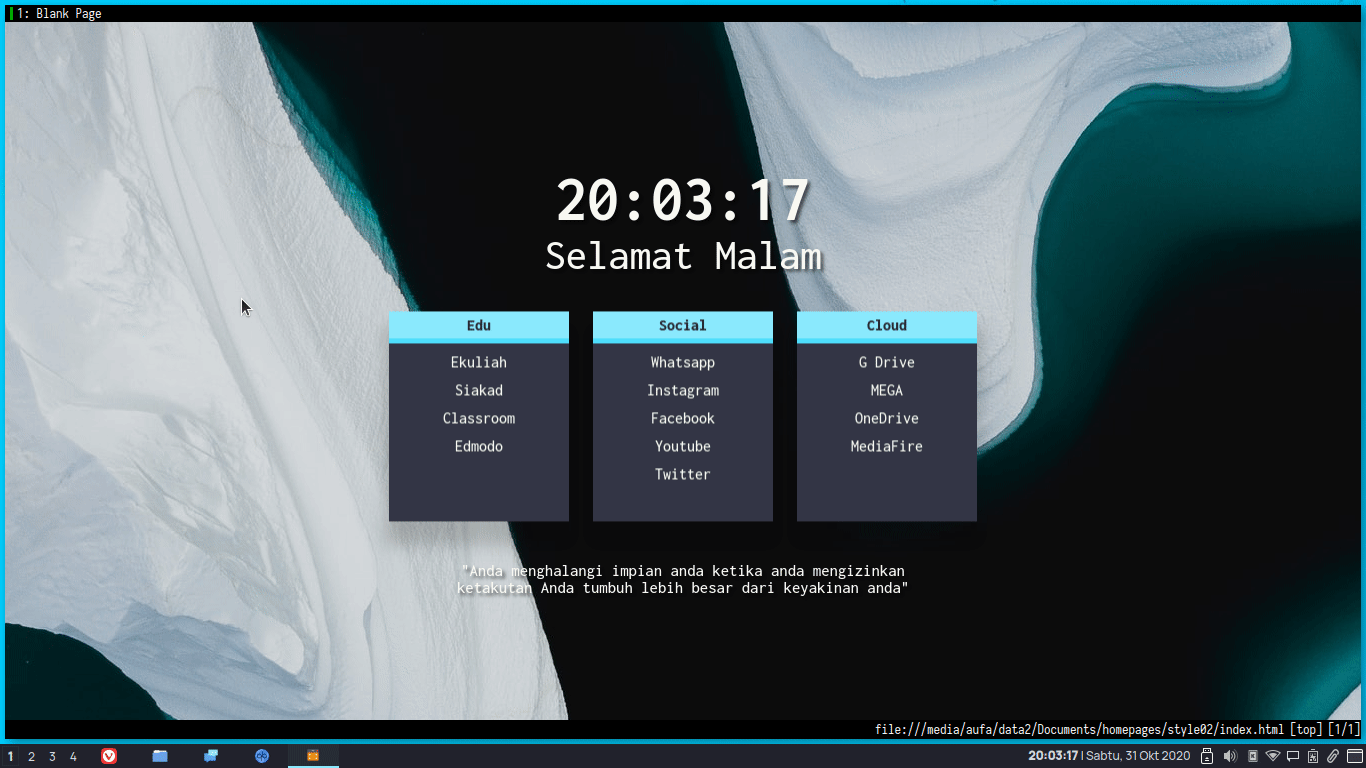 1: Blank Page
20:03:17
Selamat Malam
Edu
Ekuliah
Siakad
Classroom
Edmodo
Social
Whatsapp
Instagram
Facebook
Youtube
Twitter
Cloud
G Drive
MEGA
OneDrive
MediaFire
"Anda menghalangi impian anda ketika anda mengizinkan
ketakutan Anda tumbuh lebih besar dari keyakinan anda"
file:///media/aufa/data2/Documents/homepages/style02/index.html [top] [1/1]
1 2 3 4 20:03:17 | Sabtu, 31 Okt 2020